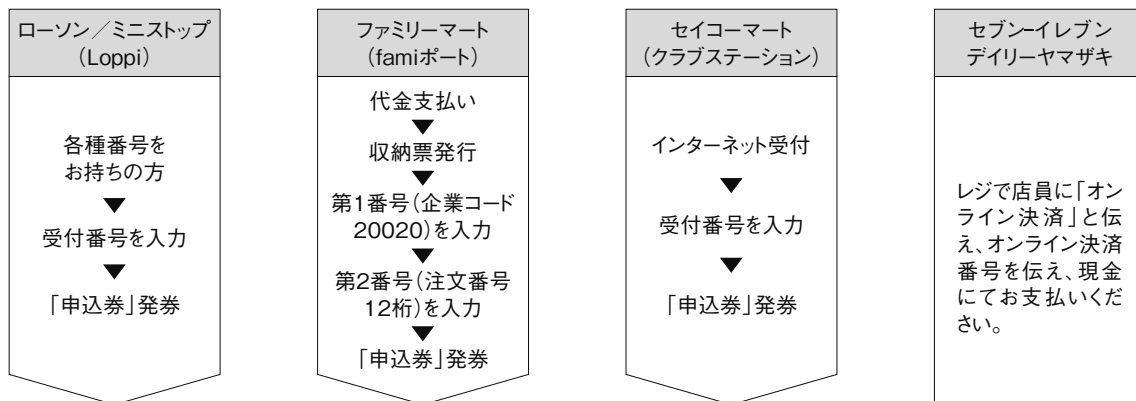 ローソン／ミニストップ
（Loppi）
各種番号を
お持ちの方
▼
受付番号を入力
▼
「申込券」発券
ファミリーマート
（famiポート）
代金支払い
▼
収納票発行
▼
第1番号（企業コード
20020）を入力
▼
第2番号（注文番号
12桁）を入力
▼
「申込券」発券
セイコーマート
（クラブステーション）
インターネット受付
▼
受付番号を入力
▼
「申込券」発券
セブン-イレブン
デイリーヤマザキ
レジで店員に「オン
ライン決済」と伝
え、オンライン決済
番号を伝え、現金
にてお支払いくだ
さい。